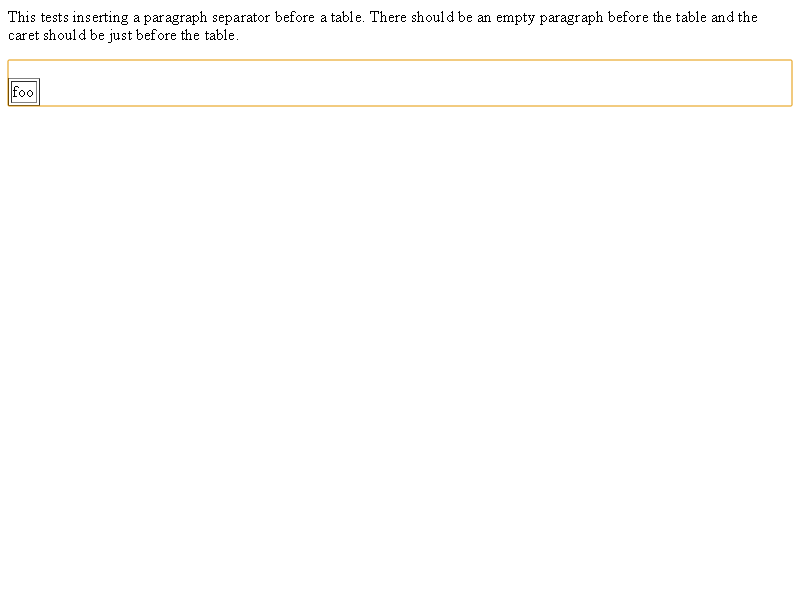 This tests inserting a paragraph separator before a table. There should be an empty paragraph before the table and the
caret should be just before the table.
foo